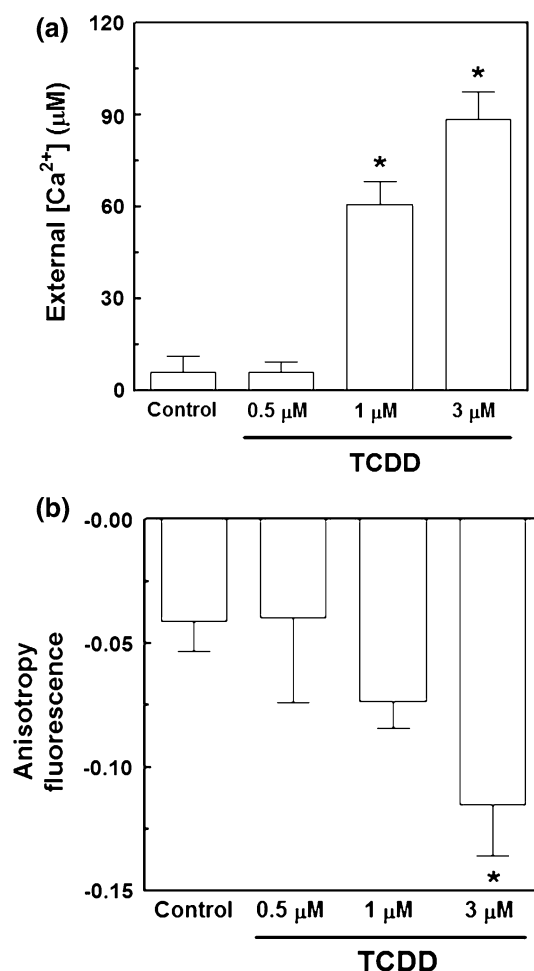 (a)
120
90
60
30
0
External [Ca²⁺] (µM)
*
*
Control 0.5 µM 1 µM 3 µM
TCDD
(b)
-0.00
-0.05
-0.10
-0.15
Anisotropy
fluorescence
*
Control 0.5 µM 1 µM 3 µM
TCDD